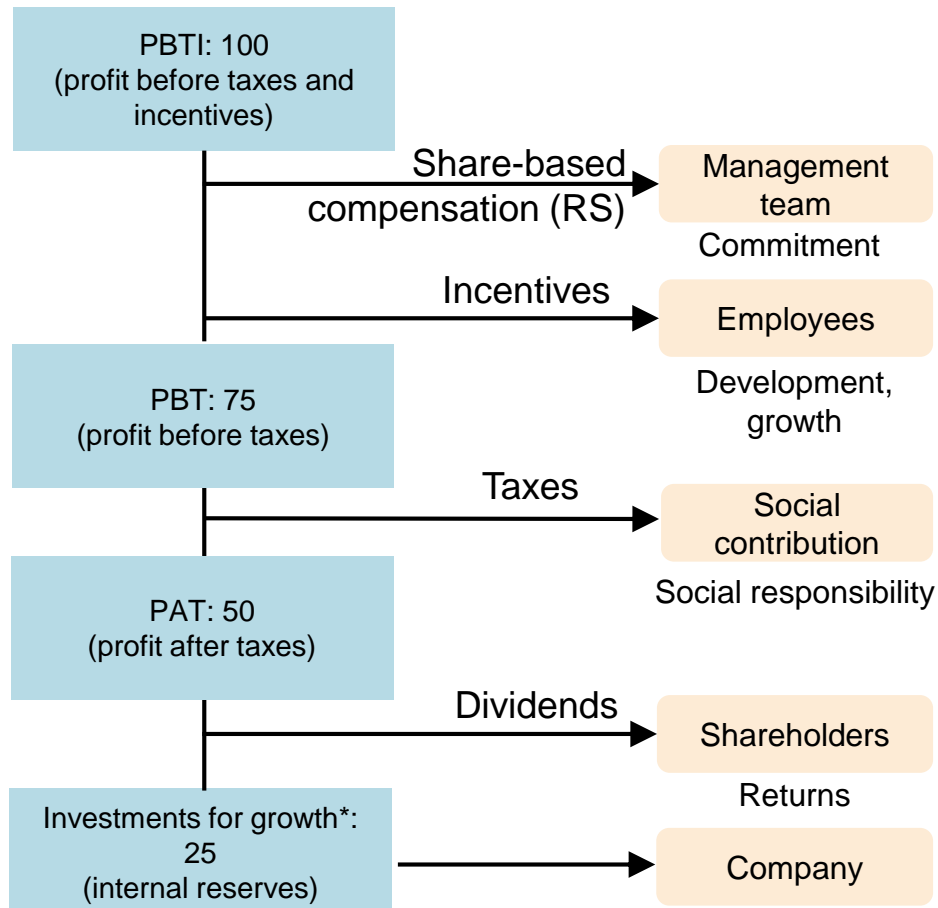 PBTI: 100
(profit before taxes and
incentives)
Share-based
compensation (RS)
Management
team
Commitment
Incentives
Employees
Development,
growth
PBT: 75
(profit before taxes)
Taxes
Social
contribution
Social responsibility
PAT: 50
(profit after taxes)
Dividends
Shareholders
Returns
Investments for growth*:
25
(internal reserves)
Company